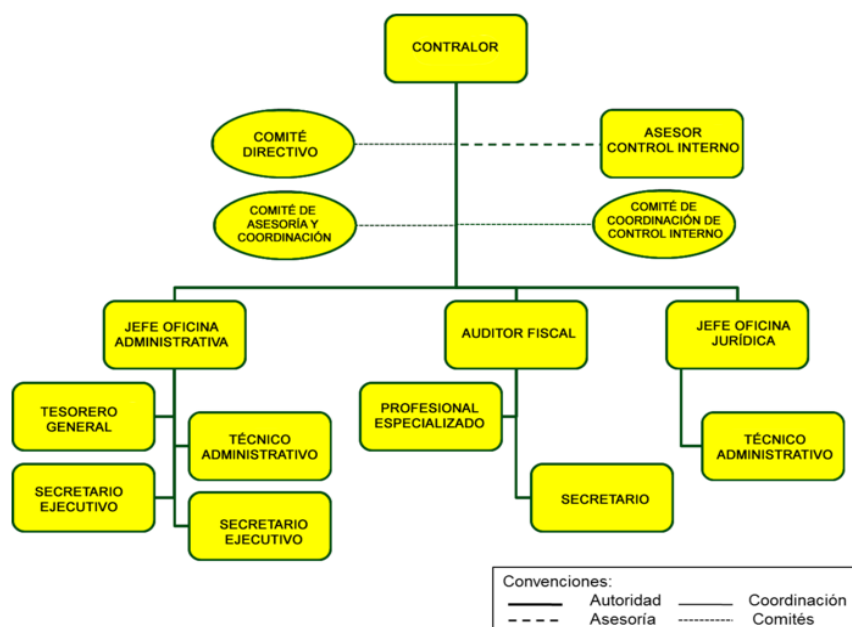 CONTRALOR
COMITÉ
DIRECTIVO
ASESOR
CONTROL INTERNO
COMITÉ DE
ASESORÍA Y
COORDINACIÓN
COMITÉ DE
COORDINACIÓN DE
CONTROL INTERNO
JEFE OFICINA
ADMINISTRATIVA
AUDITOR FISCAL
JEFE OFICINA
JURÍDICA
TESORERO
GENERAL
TÉCNICO
ADMINISTRATIVO
SECRETARIO
EJECUTIVO
SECRETARIO
EJECUTIVO
PROFESIONAL
ESPECIALIZADO
SECRETARIO
TÉCNICO
ADMINISTRATIVO
Convenciones:
Autoridad Coordinación
Asesoría Comités